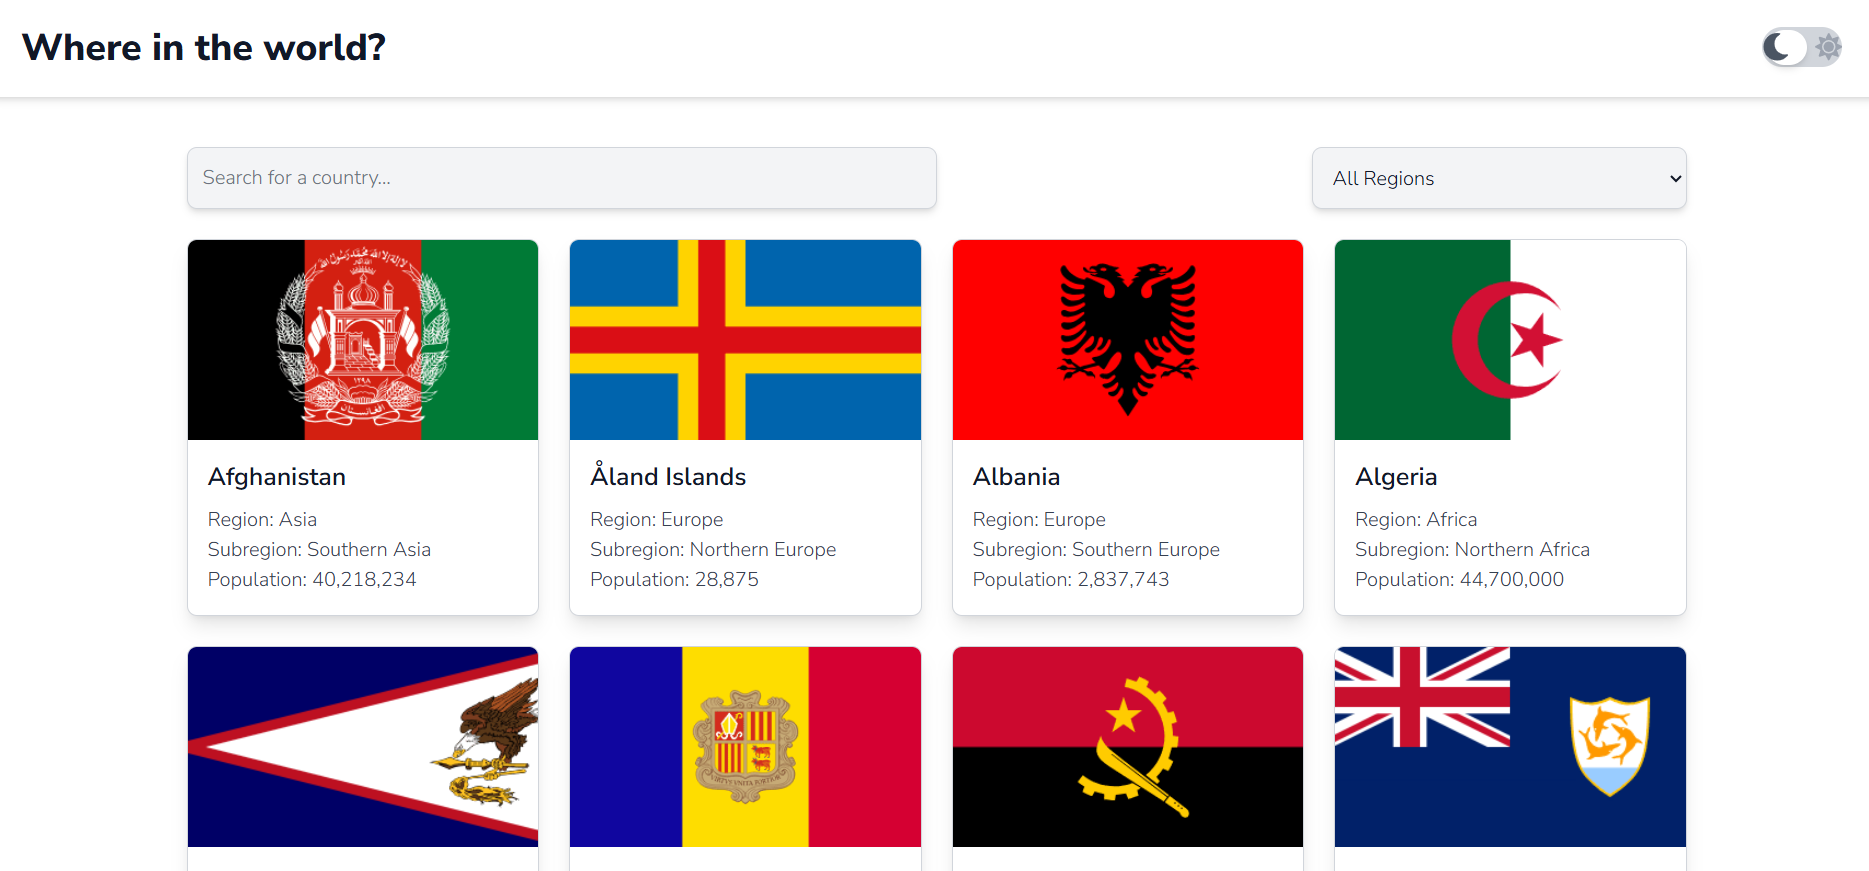 Where in the world?
Search for a country...
All Regions
Afghanistan
Region: Asia
Subregion: Southern Asia
Population: 40,218,234
Åland Islands
Region: Europe
Subregion: Northern Europe
Population: 28,875
Albania
Region: Europe
Subregion: Southern Europe
Population: 2,837,743
Algeria
Region: Africa
Subregion: Northern Africa
Population: 44,700,000